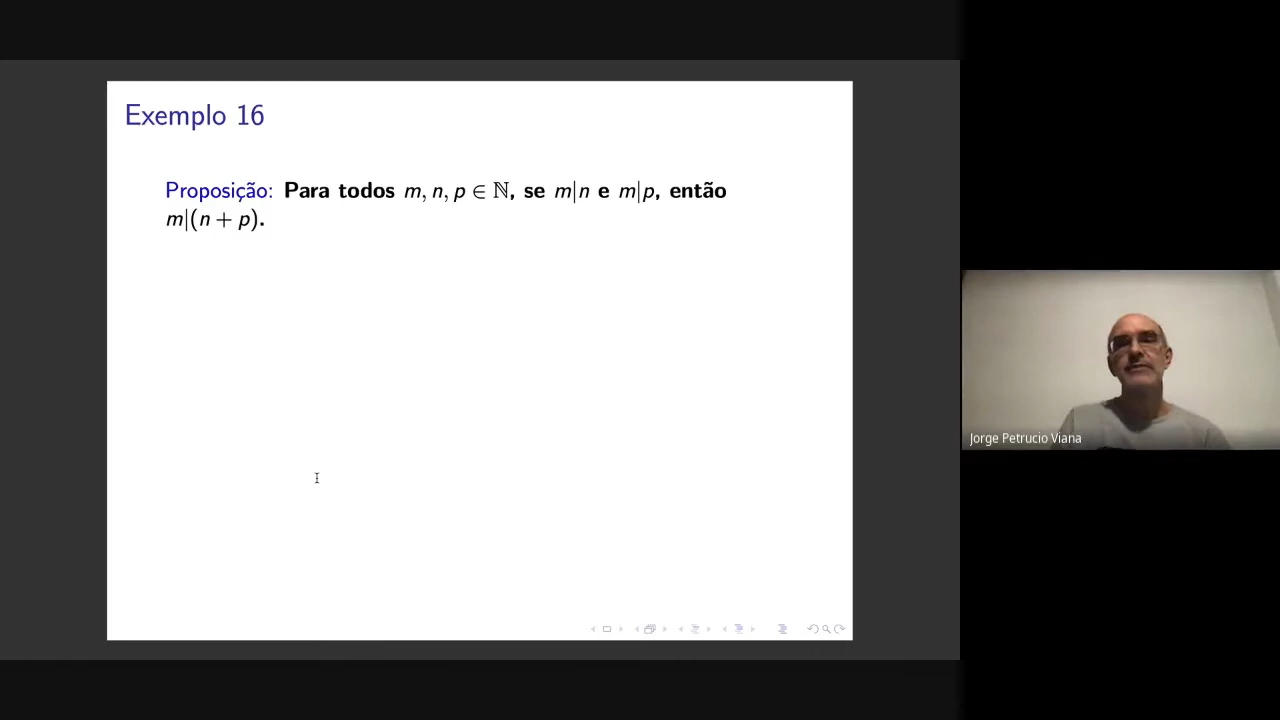 Exemplo 16
Proposição: Para todos m, n, p ∈ ℕ, se m|n e m|p, então
m|(n + p).
Jorge Petrucio Viana